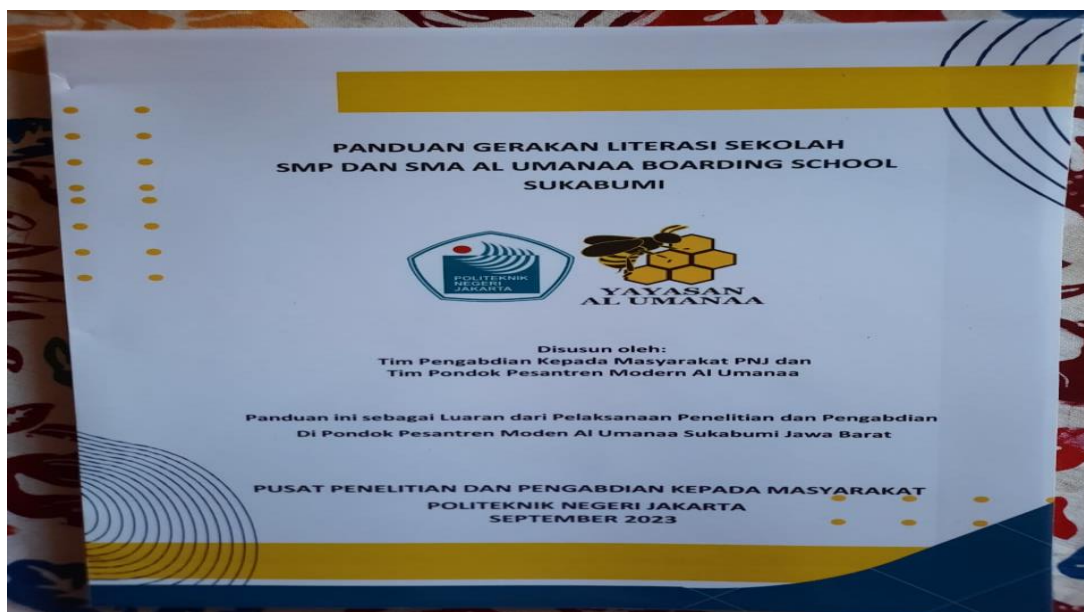 PANDUAN GERAKAN LITERASI SEKOLAH
SMP DAN SMA AL UMANAA BOARDING SCHOOL
SUKABUMI
POLITEKNIK
NEGERI
JAKARTA
YAYASAN
AL UMANAA
Disusun oleh:
Tim Pengabdian Kepada Masyarakat PNJ dan
Tim Pondok Pesantren Modern Al Umanaa
Panduan ini sebagai Luaran dari Pelaksanaan Penelitian dan Pengabdian
Di Pondok Pesantren Moden Al Umanaa Sukabumi Jawa Barat
PUSAT PENELITIAN DAN PENGABDIAN KEPADA MASYARAKAT
POLITEKNIK NEGERI JAKARTA
SEPTEMBER 2023